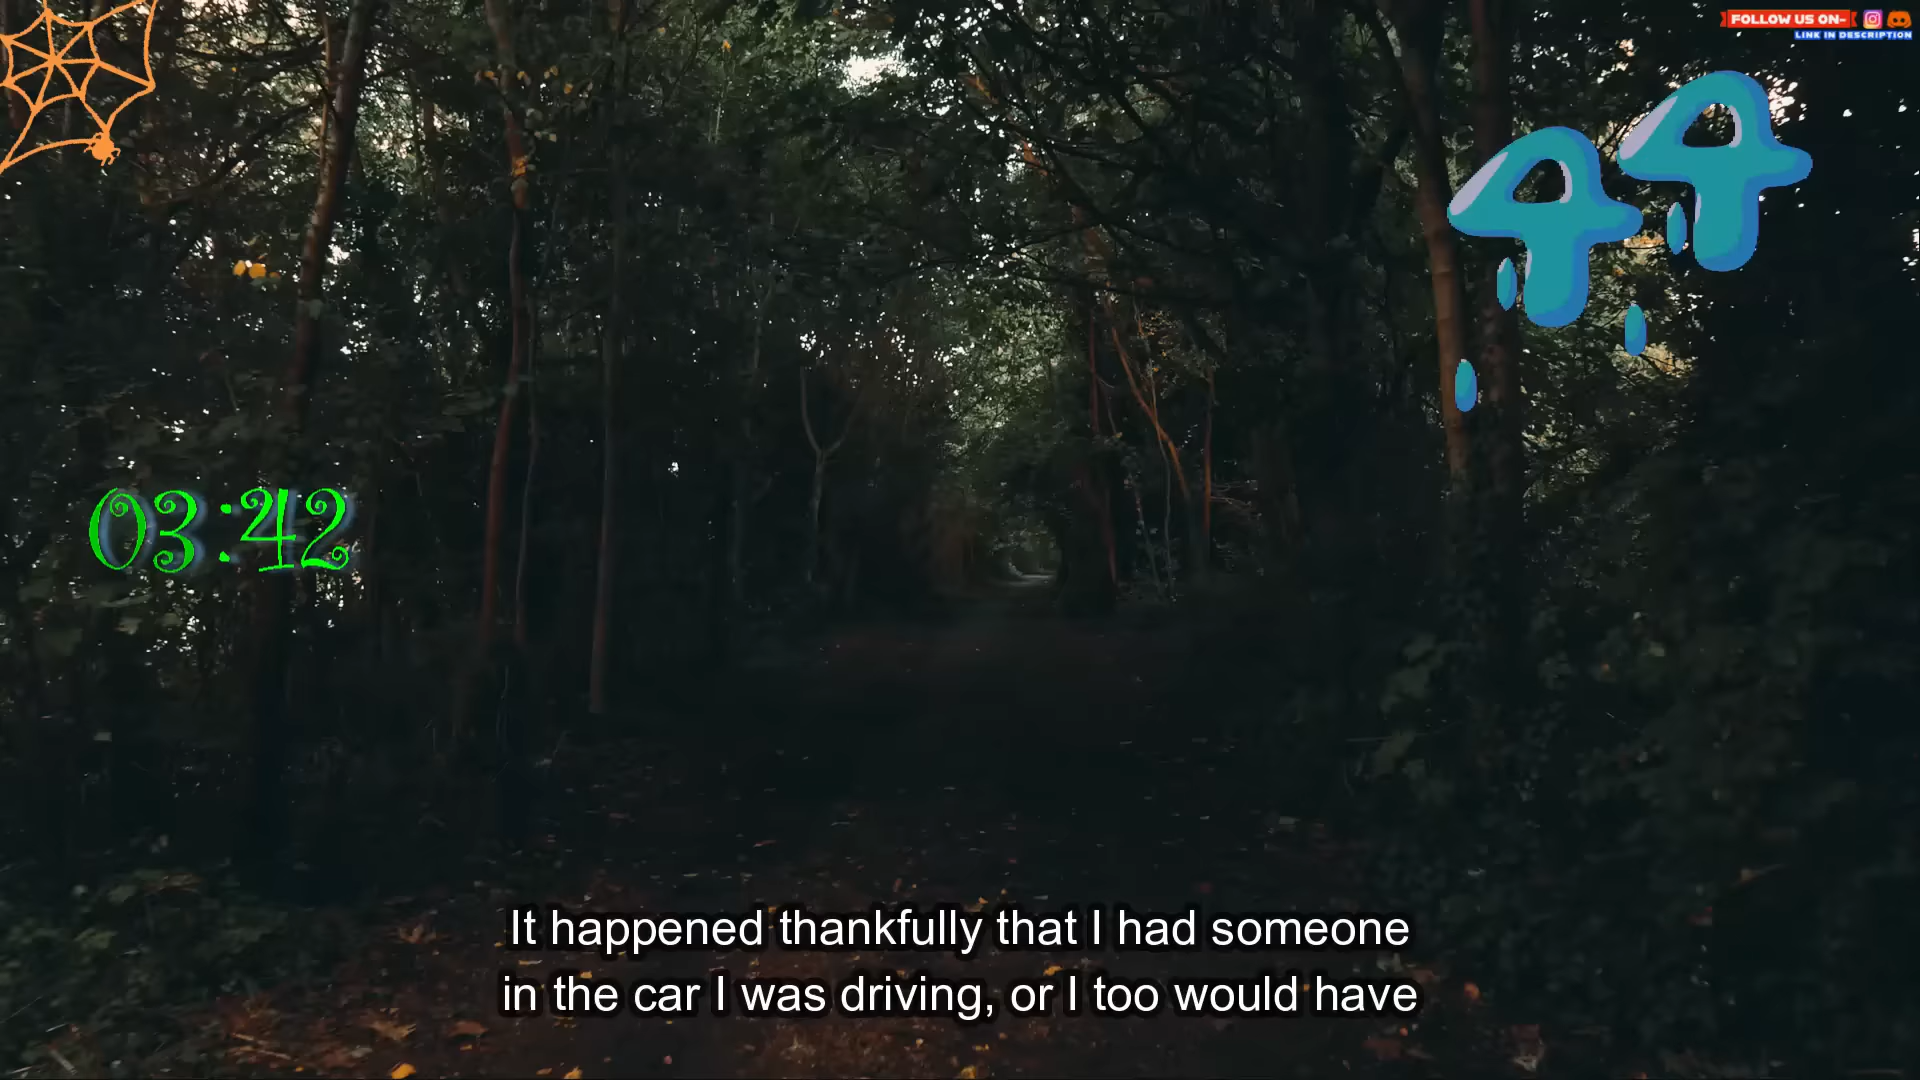 FOLLOW US ON-
LINK IN DESCRIPTION
44
03:42
It happened thankfully that I had someone
in the car I was driving, or I too would have